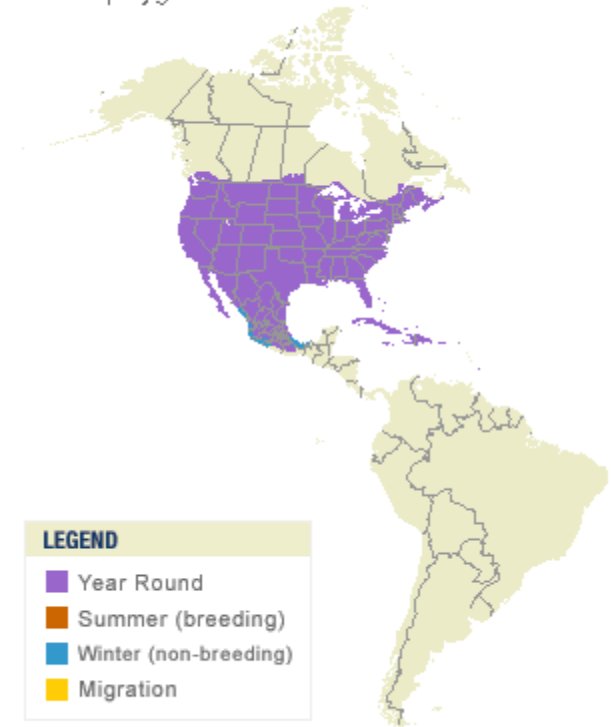 LEGEND
Year Round
Summer (breeding)
Winter (non-breeding)
Migration